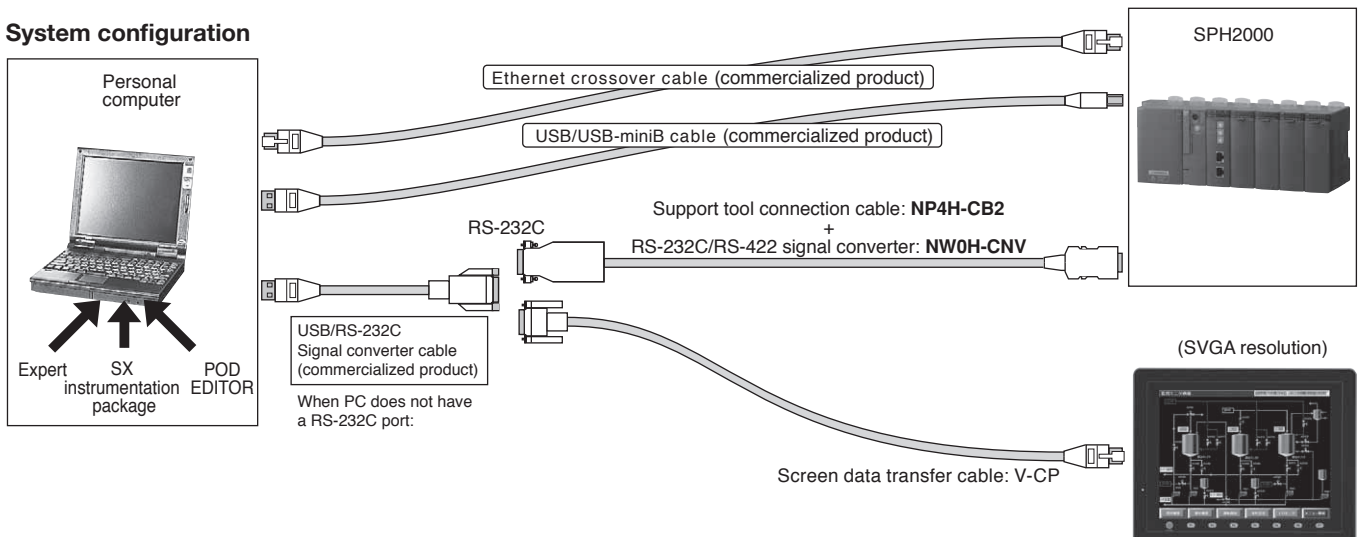 System configuration
Personal
computer
Expert
SX
instrumentation
package
POD
EDITOR
Ethernet crossover cable (commercialized product)
USB/USB-miniB cable (commercialized product)
RS-232C
Support tool connection cable: NP4H-CB2
+
RS-232C/RS-422 signal converter: NW0H-CNV
USB/RS-232C
Signal converter cable
(commercialized product)
When PC does not have
a RS-232C port:
Screen data transfer cable: V-CP
SPH2000
(SVGA resolution)